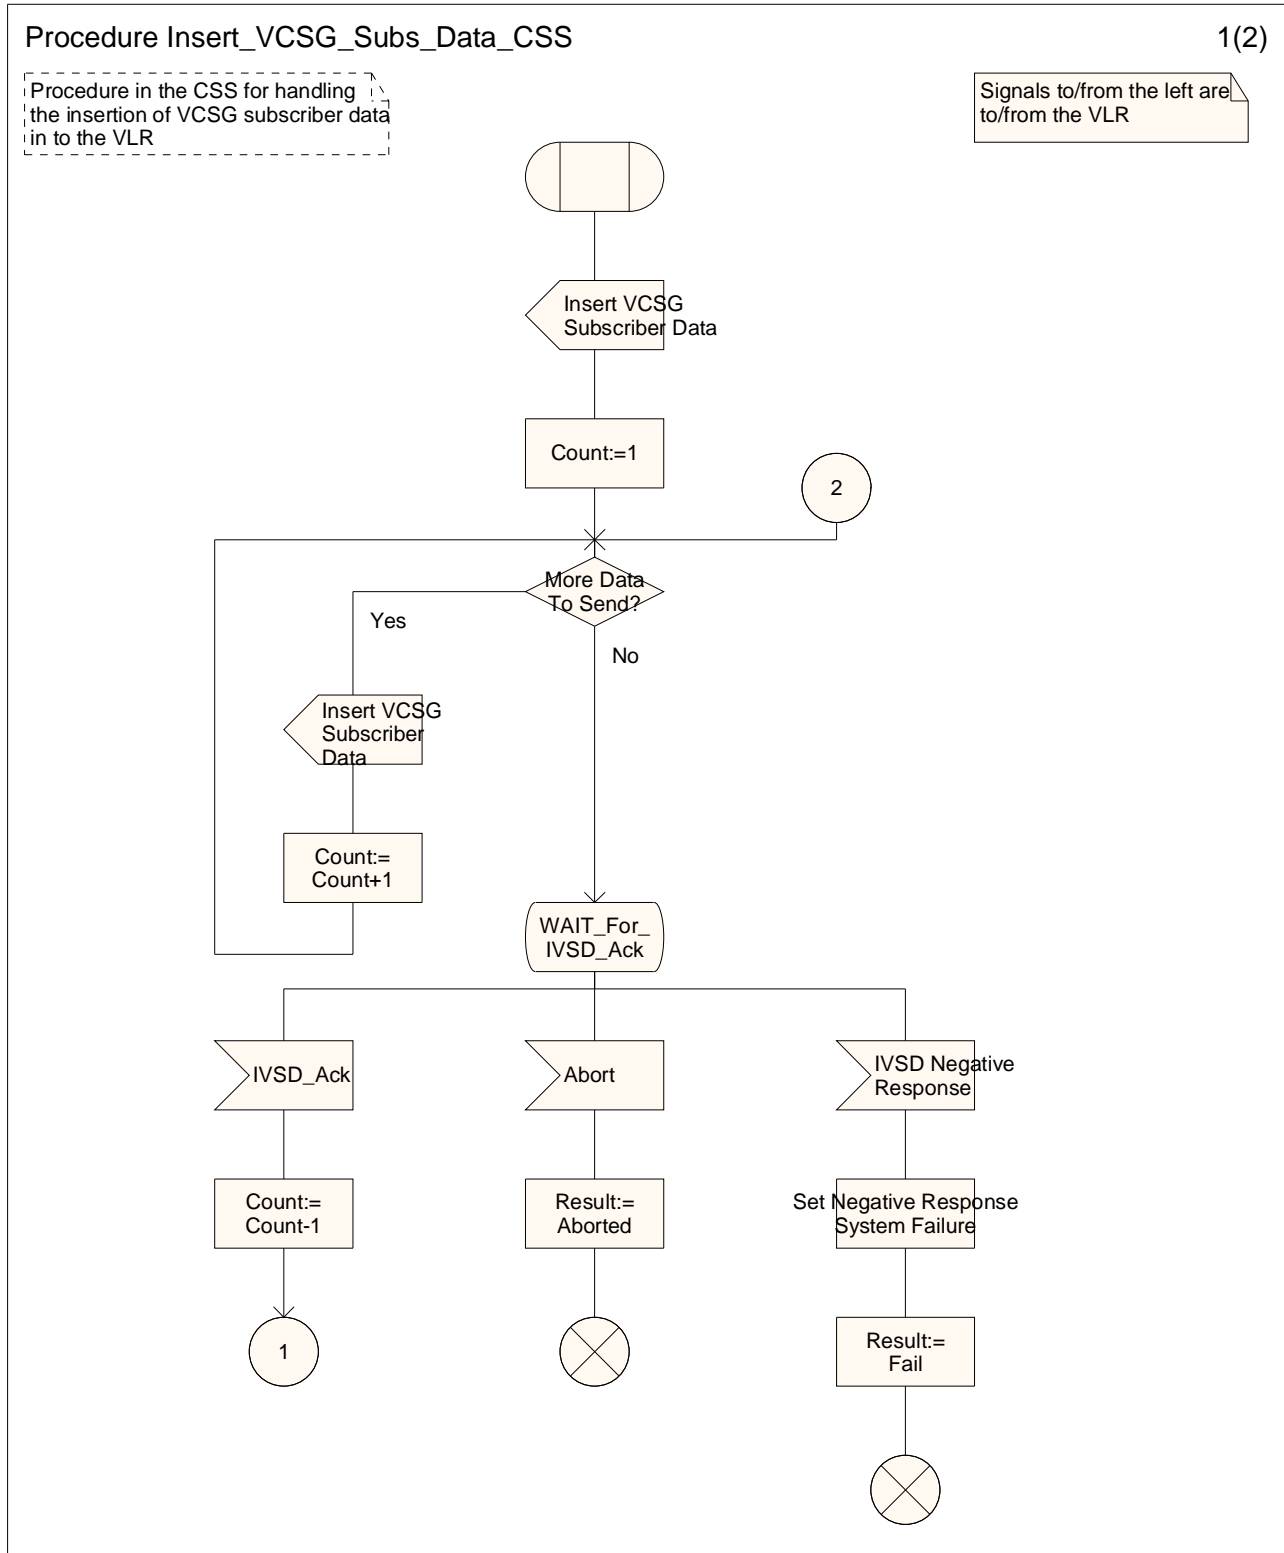 Procedure Insert_VCSG_Subs_Data_CSS
1(2)
Procedure in the CSS for handling
the insertion of VCSG subscriber data
in to the VLR
Signals to/from the left are
to/from the VLR
Insert VCSG
Subscriber Data
Count:=1
2
More Data
To Send?
Yes
No
Insert VCSG
Subscriber
Data
Count:=
Count+1
WAIT_For_
IVSD_Ack
IVSD_Ack
Abort
IVSD Negative
Response
Count:=
Count-1
Result:=
Aborted
Set Negative Response
System Failure
1
Result:=
Fail